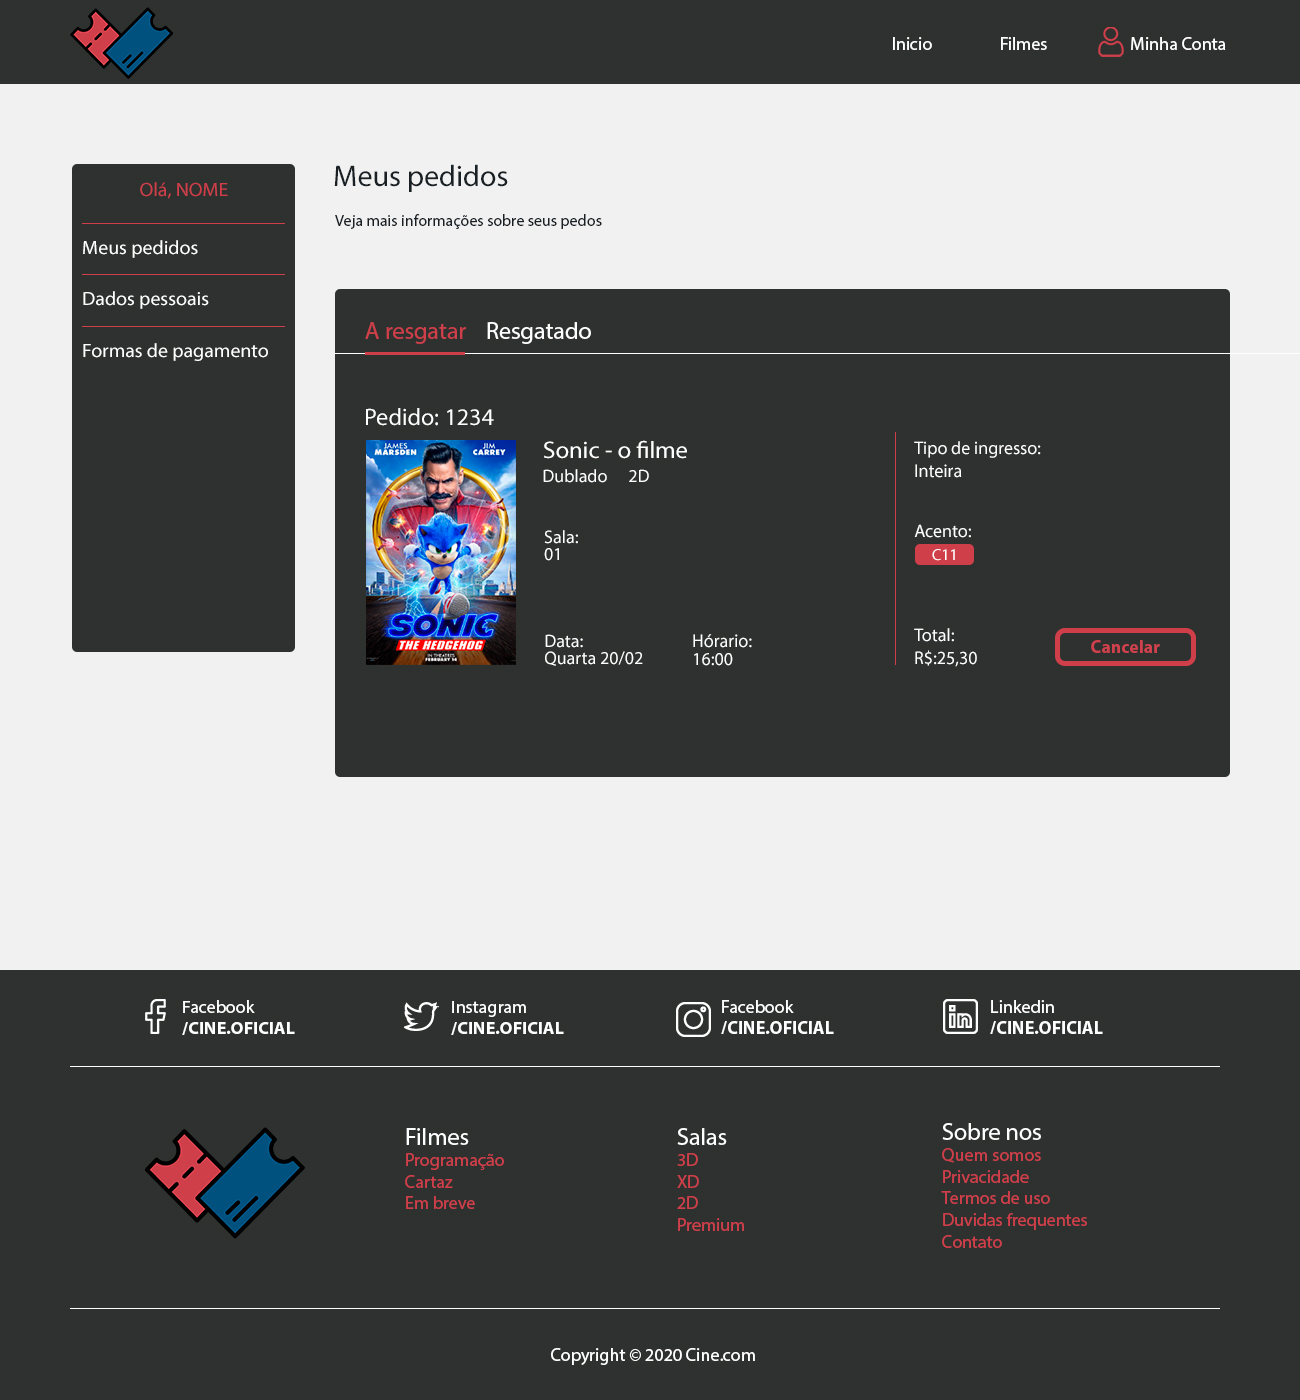 Inicio
Filmes
Minha Conta
Olá, NOME
Meus pedidos
Dados pessoais
Formas de pagamento
Meus pedidos
Veja mais informações sobre seus pedos
A resgatar
Resgatado
Pedido: 1234
JAMES MARSDEN
JIM CARREY
SONIC
THE HEDGEHOG
IN THEATRES
FEBRUARY 14
Sonic - o filme
Dublado 2D
Sala:
01
Data:
Quarta 20/02
Hórario:
16:00
Tipo de ingresso:
Inteira
Acento:
C11
Total:
R$:25,30
Cancelar
Facebook
/CINE.OFICIAL
Instagram
/CINE.OFICIAL
Facebook
/CINE.OFICIAL
Linkedin
/CINE.OFICIAL
Filmes
Programação
Cartaz
Em breve
Salas
3D
XD
2D
Premium
Sobre nos
Quem somos
Privacidade
Termos de uso
Duvidas frequentes
Contato
Copyright © 2020 Cine.com